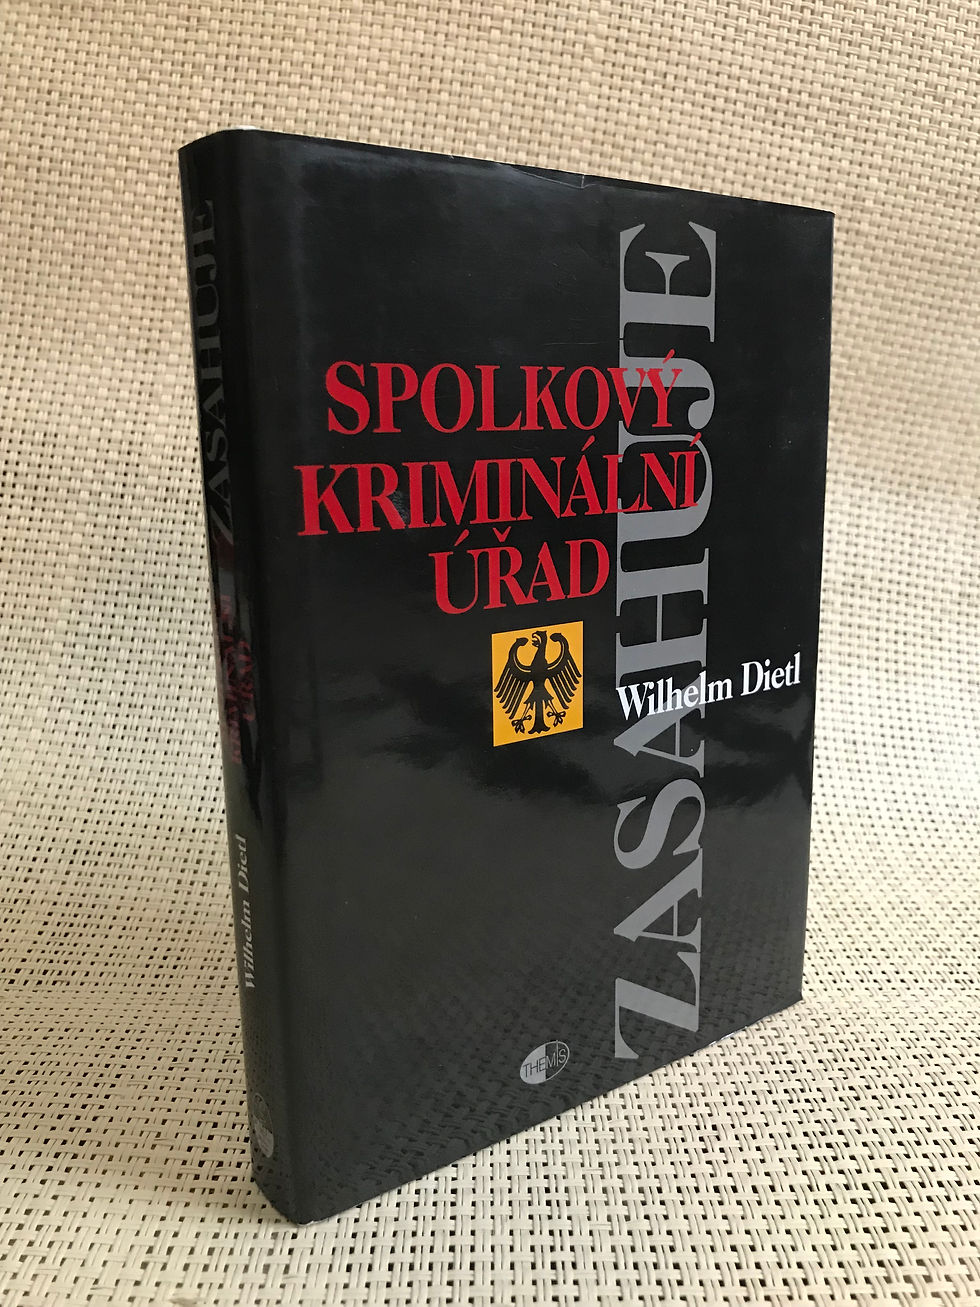 SPOLKOVÝ
KRIMINÁLNÍ
ÚŘAD
ZASAHUJE
Wilhelm Dietl
THEMIS
ZASAHUJE
Wilhelm Dietl